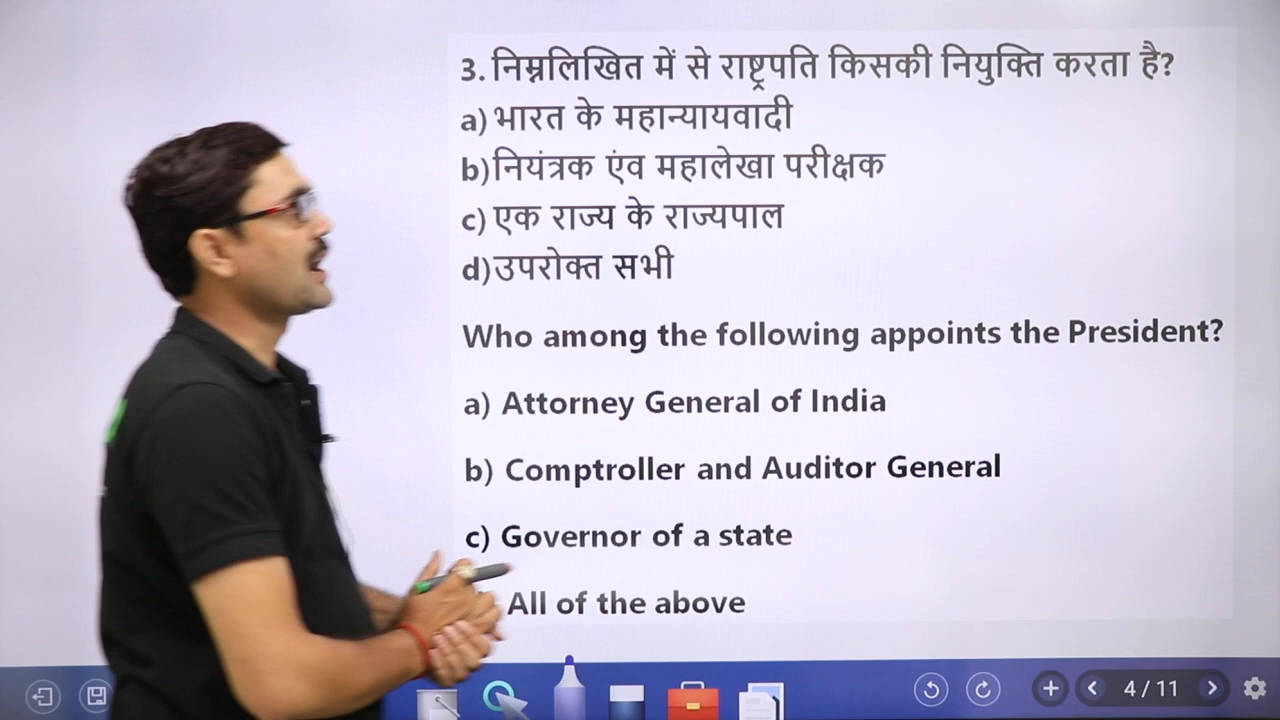 3. निम्नलिखित में से राष्ट्रपति किसकी नियुक्ति करता है?
a) भारत के महान्यायवादी
b)नियंत्रक एंव महालेखा परीक्षक
c) एक राज्य के राज्यपाल
d)उपरोक्त सभी
Who among the following appoints the President?
a) Attorney General of India
b) Comptroller and Auditor General
c) Governor of a state
All of the above
4 / 11